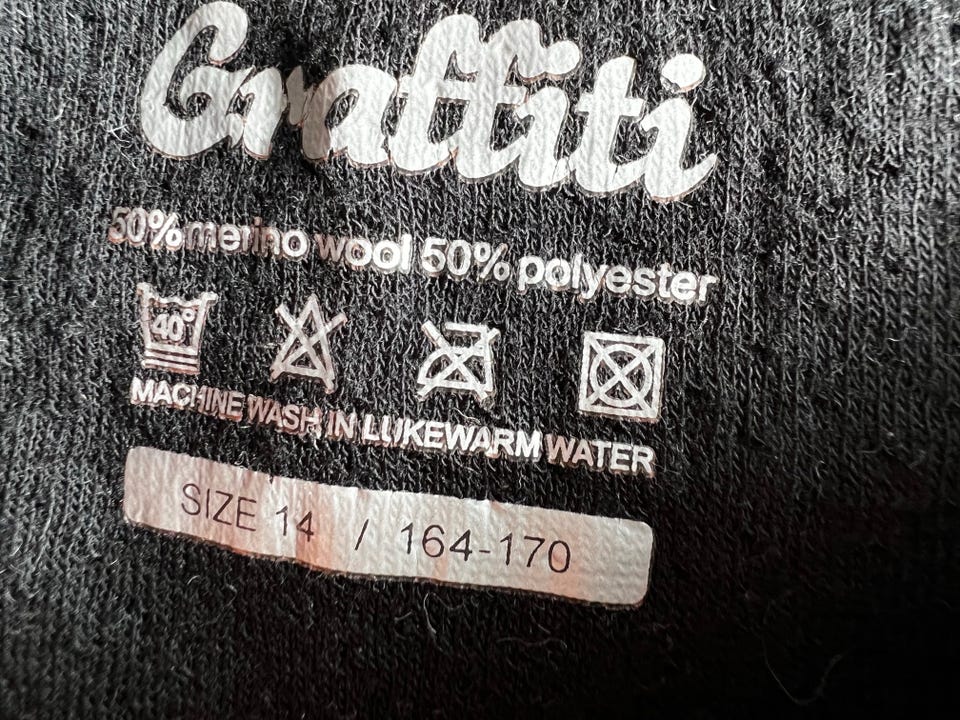 Graffiti
50% merino wool 50% polyester
40°
MACHINE WASH IN LUKEWARM WATER
SIZE 14 / 164-170